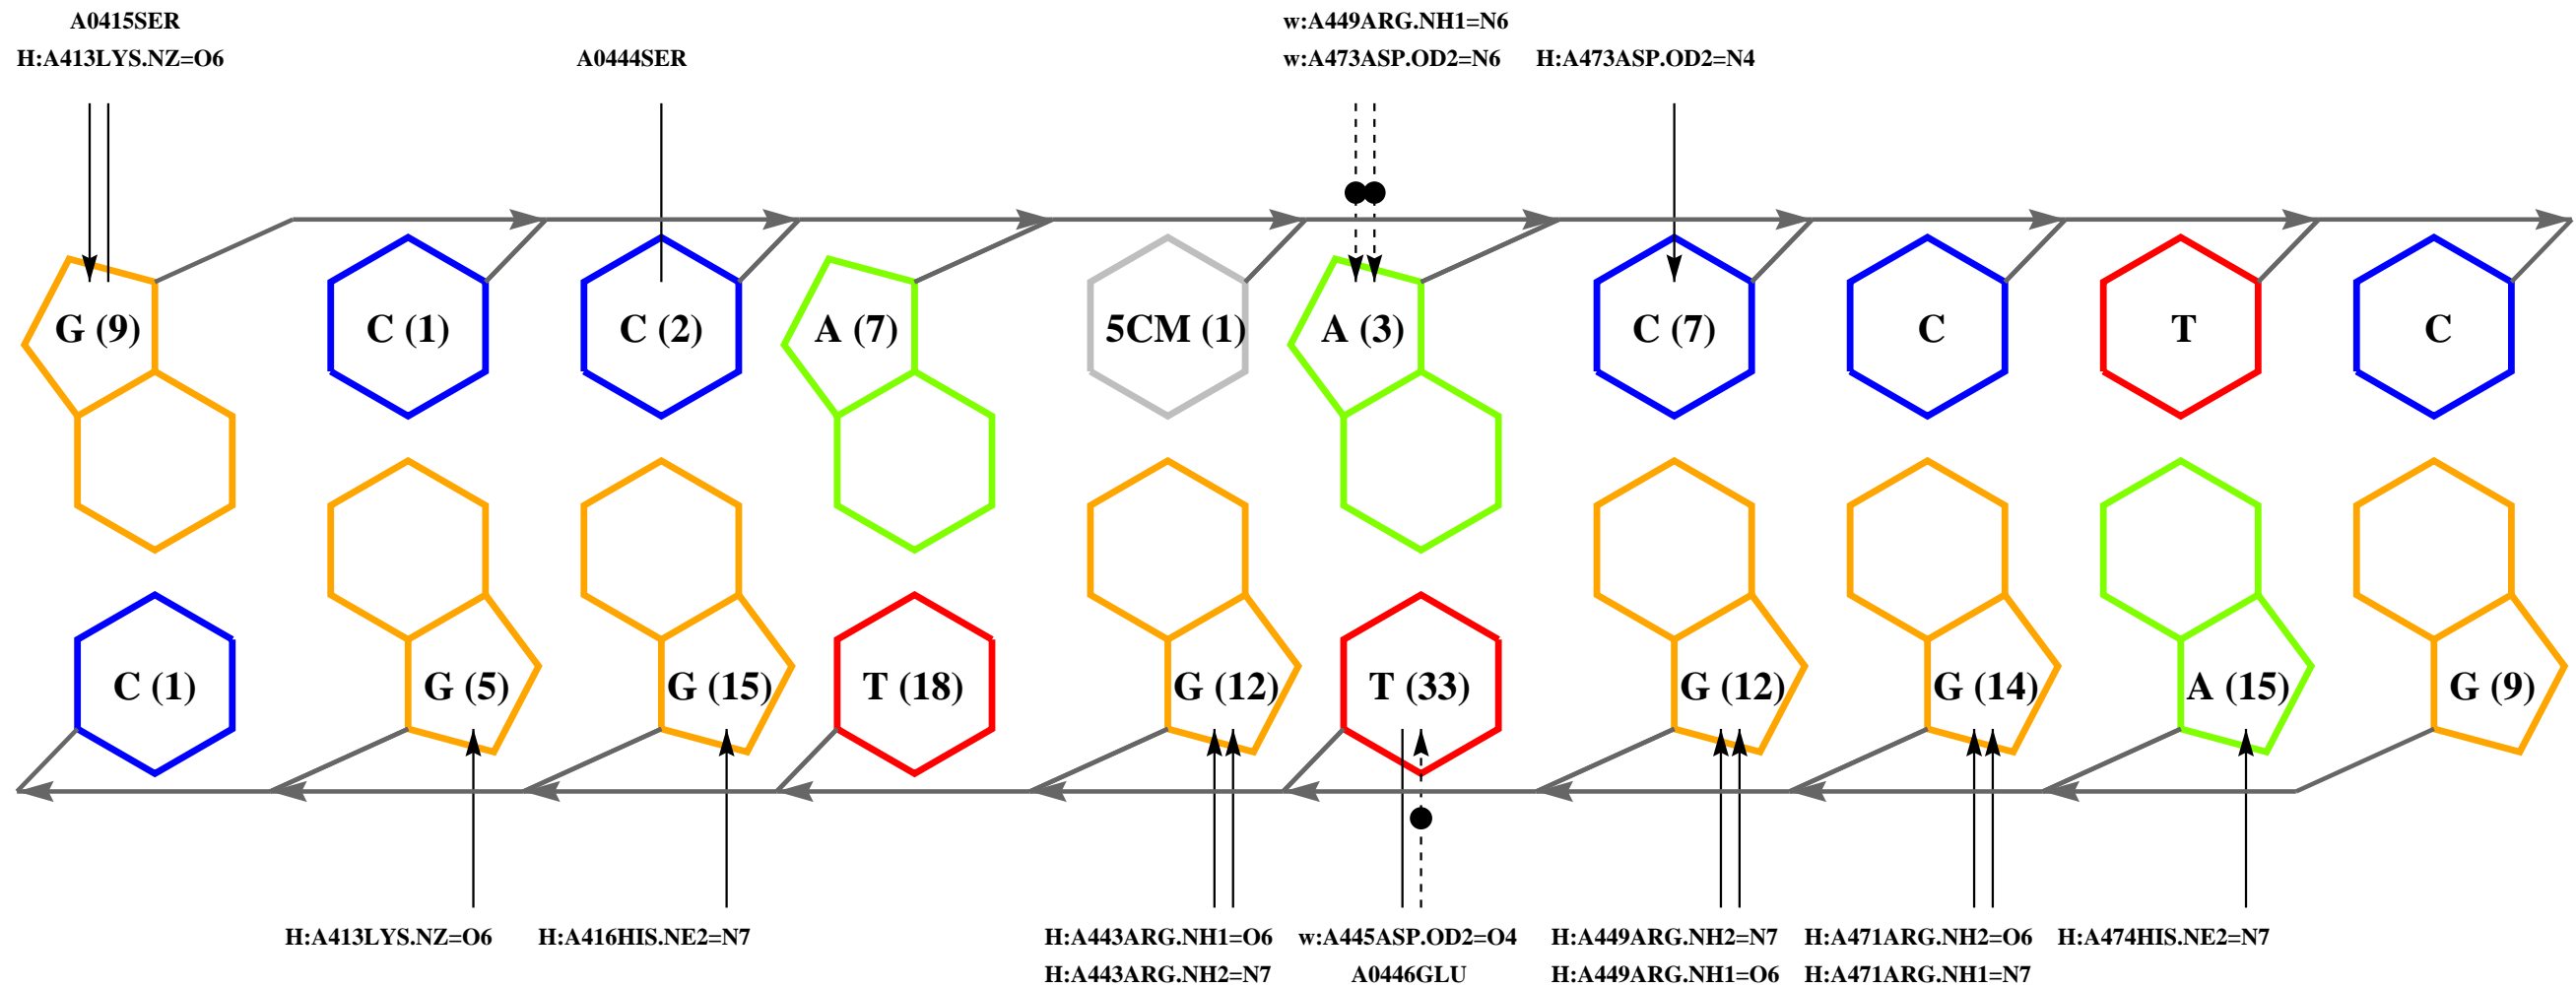 A0415SER
H:A413LYS.NZ=O6
A0444SER
w:A449ARG.NH1=N6
w:A473ASP.OD2=N6
H:A473ASP.OD2=N4
G (9)
C (1)
C (2)
A (7)
5CM (1)
A (3)
C (7)
C
T
C
C (1)
G (5)
G (15)
T (18)
G (12)
T (33)
G (12)
G (14)
A (15)
G (9)
H:A413LYS.NZ=O6
H:A416HIS.NE2=N7
H:A443ARG.NH1=O6
H:A443ARG.NH2=N7
w:A445ASP.OD2=O4
A0446GLU
H:A449ARG.NH2=N7
H:A449ARG.NH1=O6
H:A471ARG.NH2=O6
H:A471ARG.NH1=N7
H:A474HIS.NE2=N7